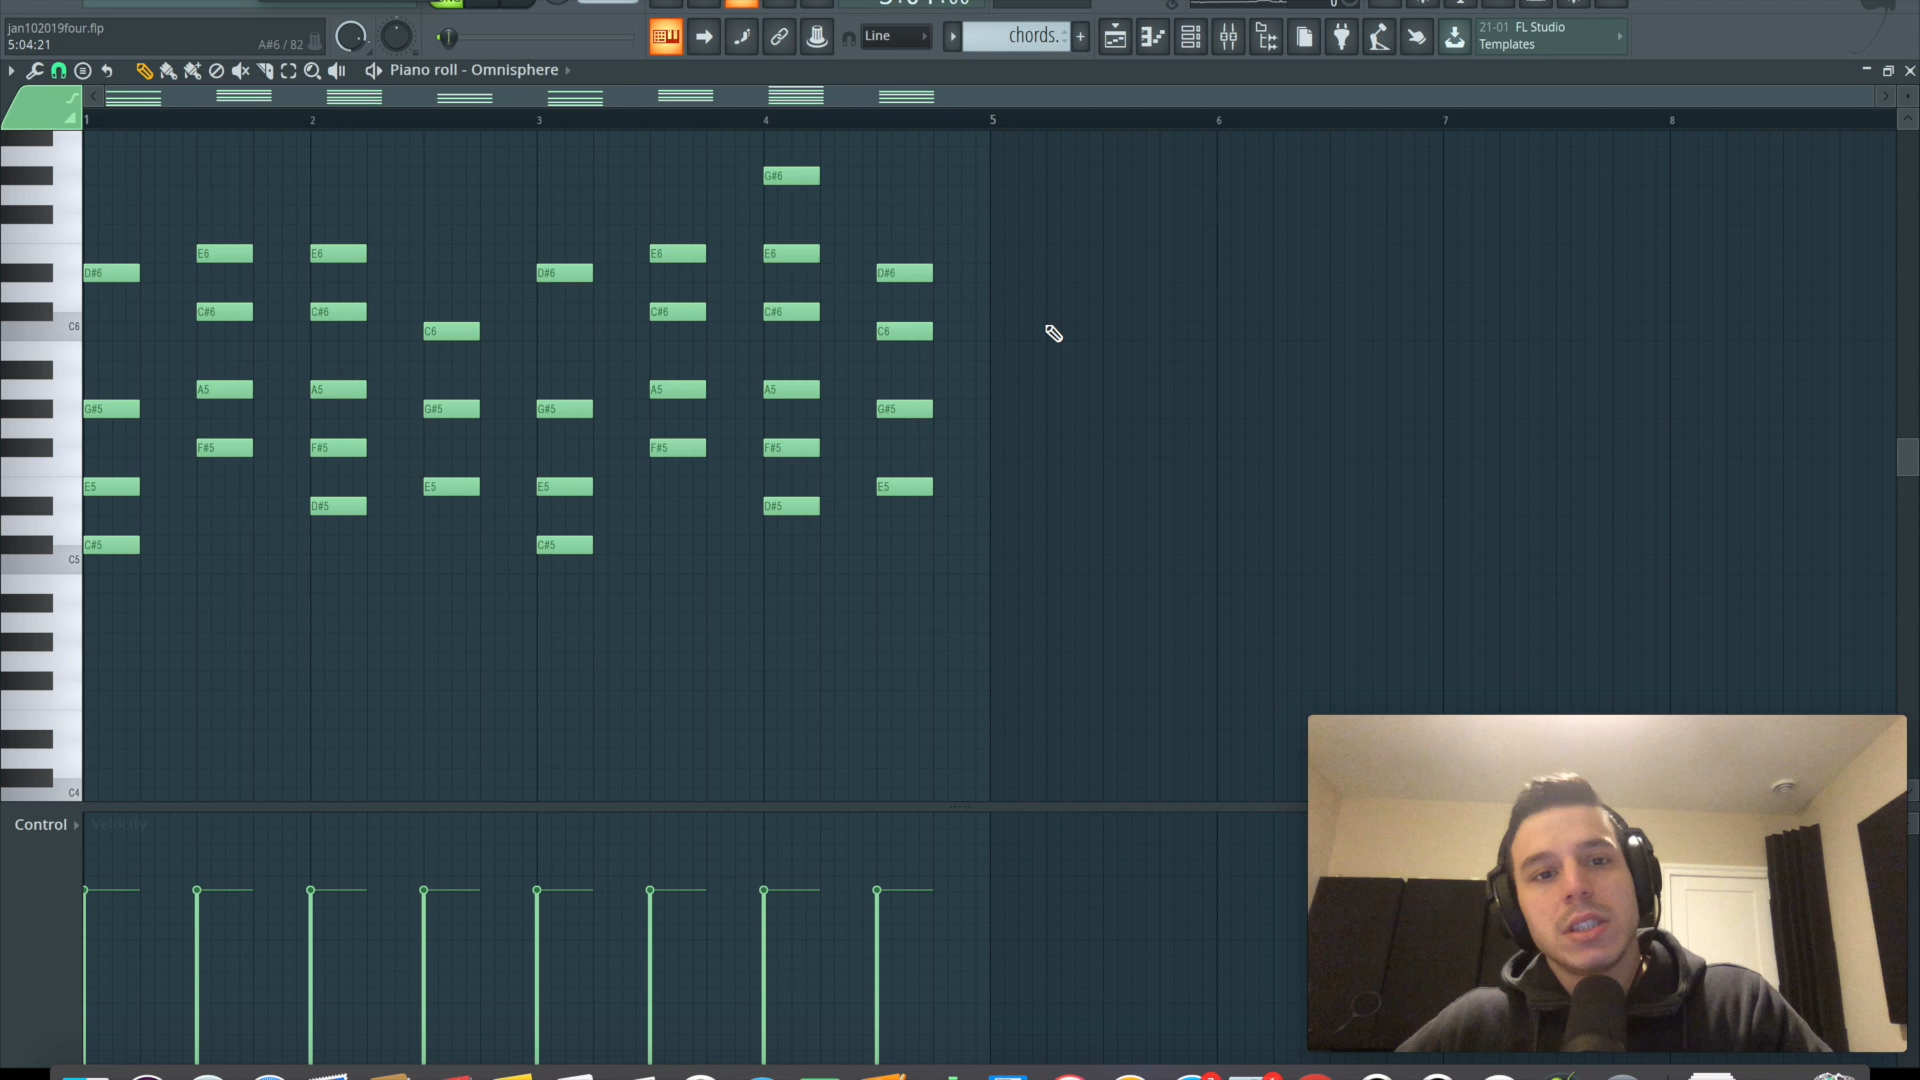 jan102019four.flp
5:04:21
A#6 / 82
Line
chords.
21-01 FL Studio
Templates
Piano roll - Omnisphere
1 2 3 4 5 6 7 8
G#6
E6 E6 E6 E6
D#6 D#6 D#6
C#6 C#6 C#6 C#6
C6 C6 C6
A5 A5 A5 A5
G#5 G#5 G#5 G#5
F#5 F#5 F#5 F#5
E5 E5 E5 E5
D#5 D#5
C#5 C#5
C5
C4
Control
Velocity